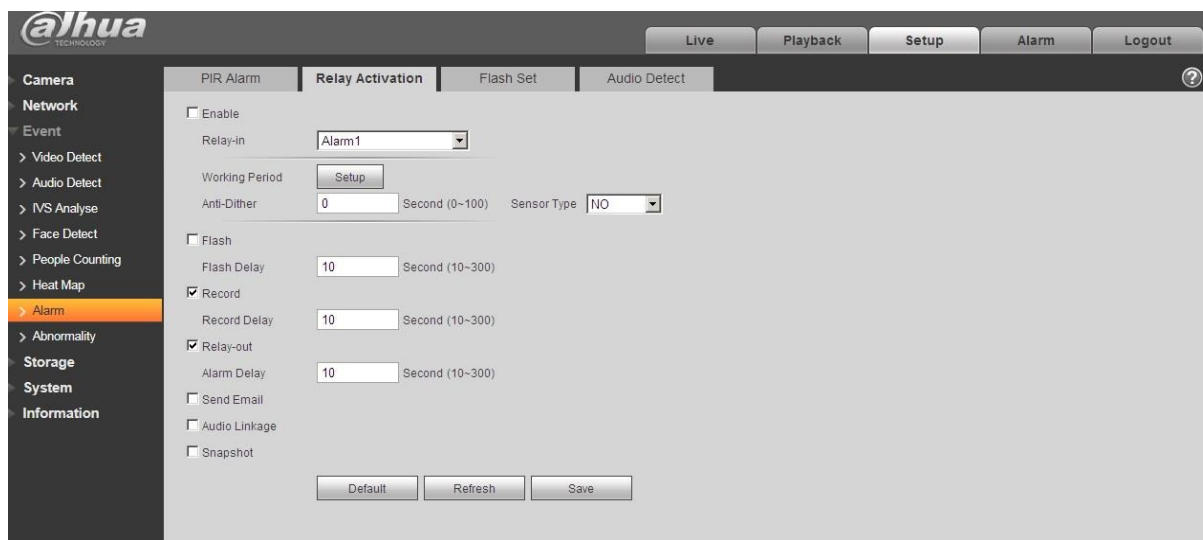 alhua
TECHNOLOGY
Live Playback Setup Alarm Logout
Camera
Network
Event
> Video Detect
> Audio Detect
> IVS Analyse
> Face Detect
> People Counting
> Heat Map
> Alarm
> Abnormality
Storage
System
Information
PIR Alarm Relay Activation Flash Set Audio Detect ?
Enable
Relay-in Alarm1
Working Period Setup
Anti-Dither 0 Second (0~100) Sensor Type NO
Flash
Flash Delay 10 Second (10~300)
Record
Record Delay 10 Second (10~300)
Relay-out
Alarm Delay 10 Second (10~300)
Send Email
Audio Linkage
Snapshot
Default Refresh Save